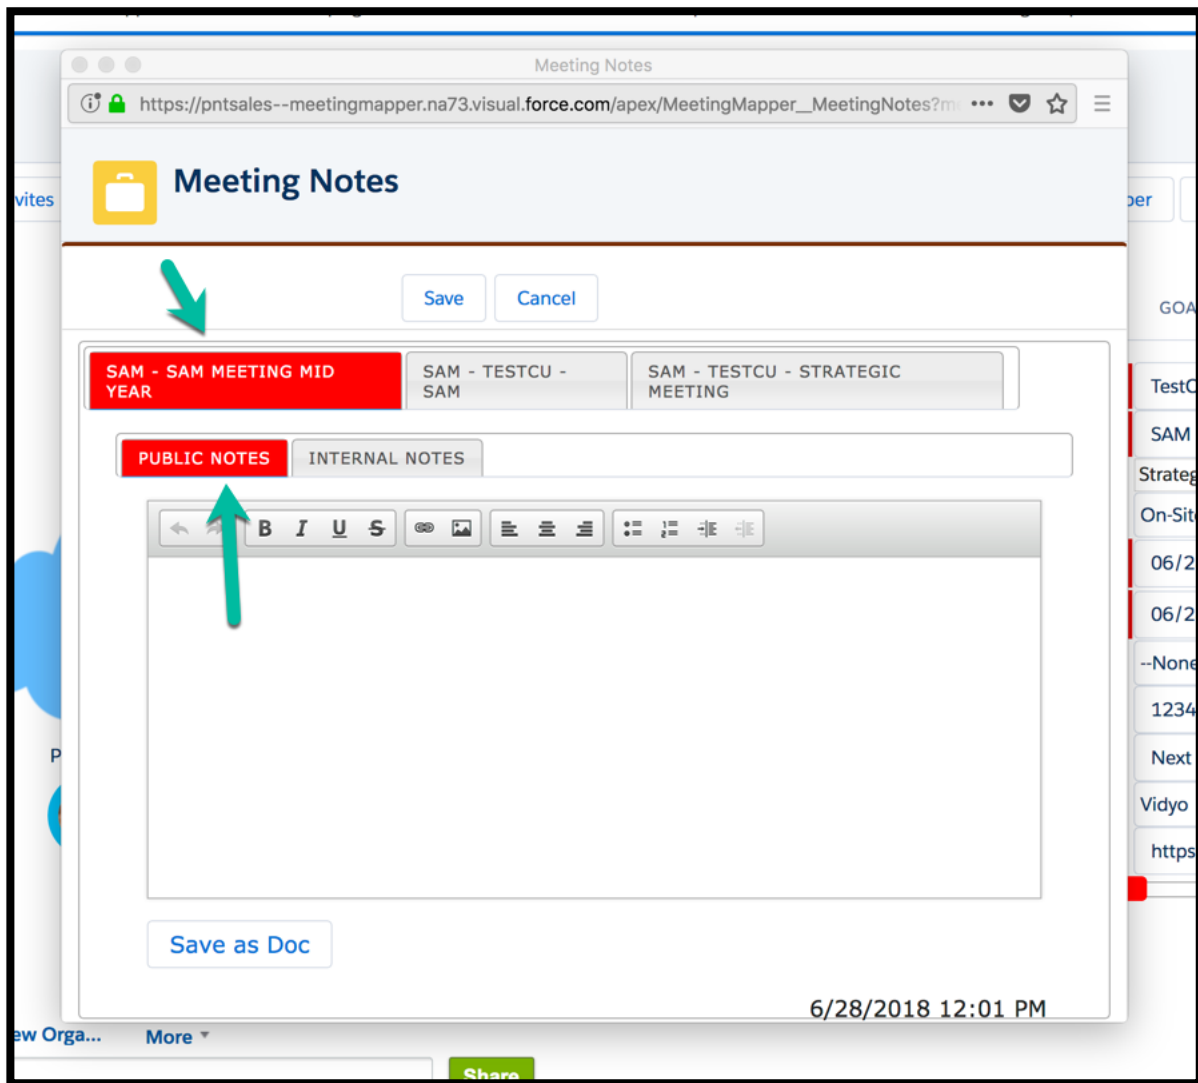 Meeting Notes
https://pntsales--meetingmapper.na73.visual.force.com/apex/MeetingMapper__MeetingNotes?m
Meeting Notes
vites
per
Save
Cancel
GOA
SAM - SAM MEETING MID
YEAR
SAM - TESTCU -
SAM
SAM - TESTCU - STRATEGIC
MEETING
TestC
SAM
PUBLIC NOTES
INTERNAL NOTES
Strateg
On-Sit
B I U S
06/2
06/2
--None
1234
P
Next
Vidyo
https
Save as Doc
6/28/2018 12:01 PM
ew Orga...
More
Share